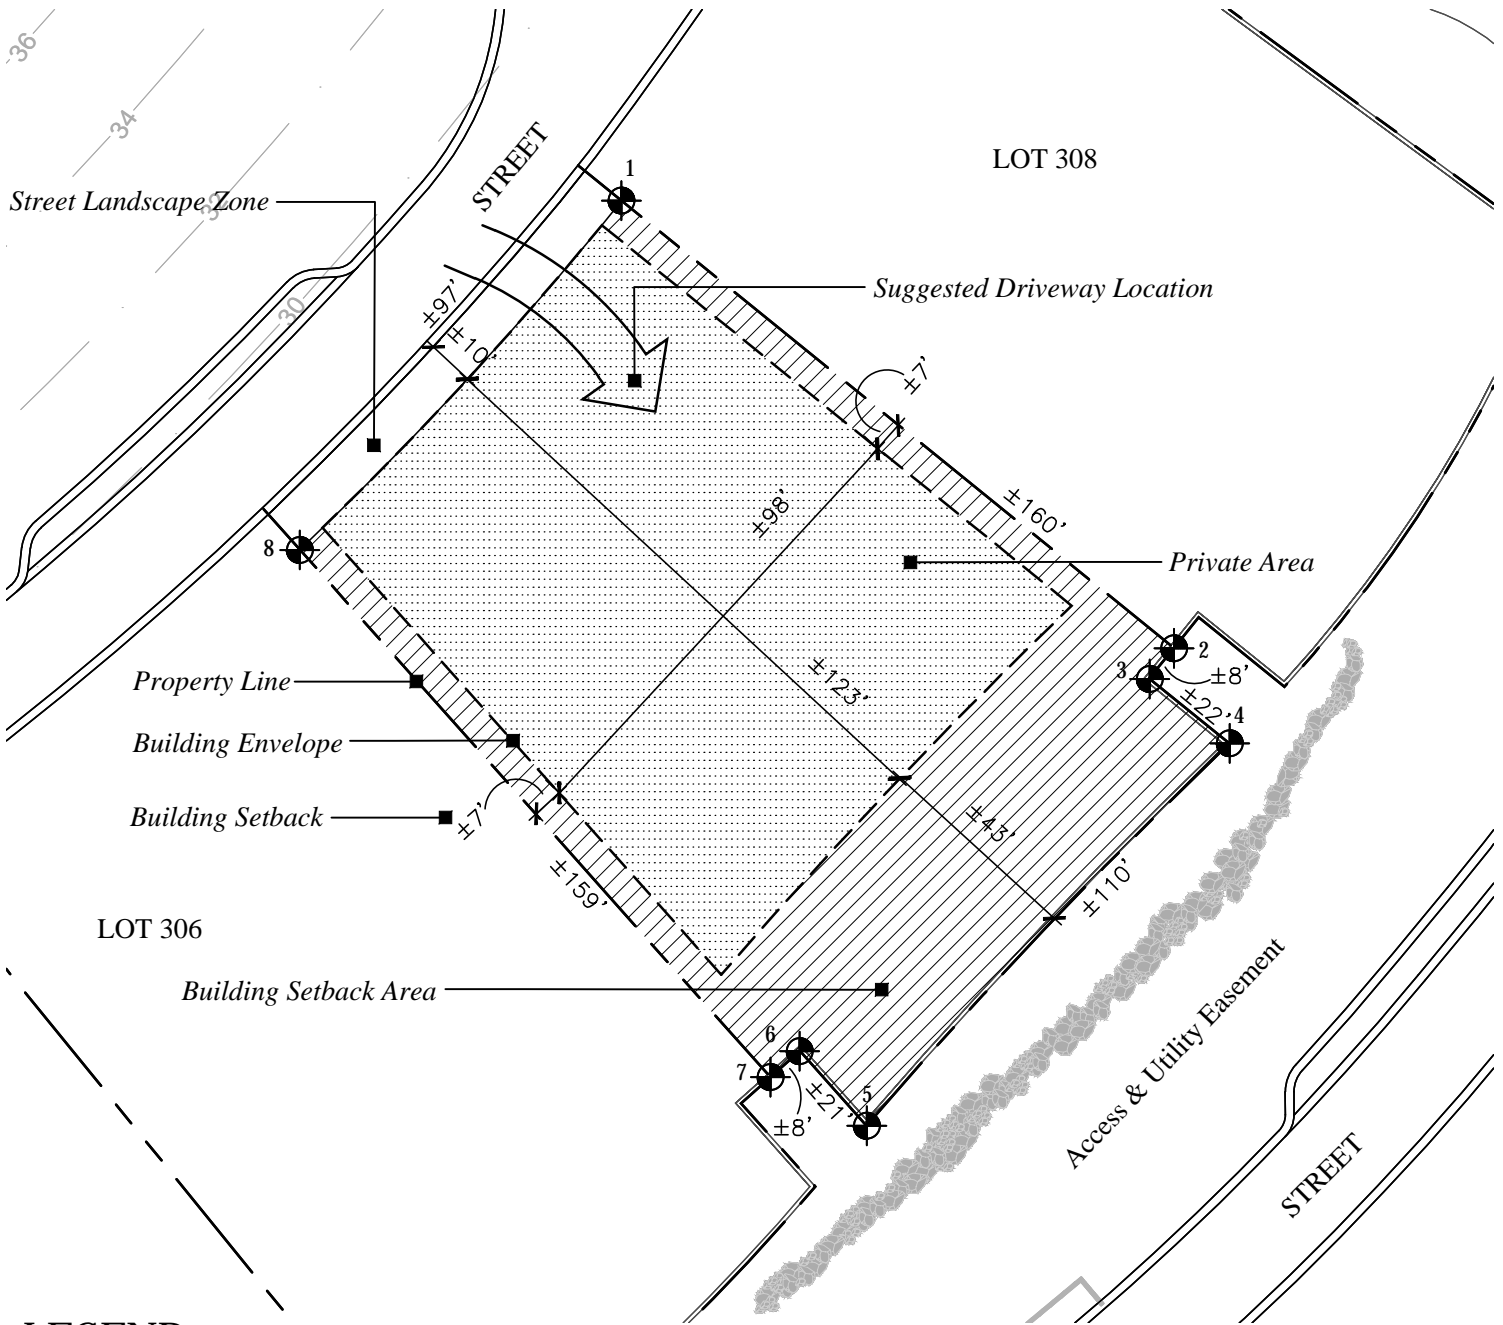 36
34
32
30
STREET
1
LOT 308
Street Landscape Zone
Suggested Driveway Location
±97'
±10'
±7'
±98'
±160'
Private Area
8
2
3
±8'
±22'
4
Property Line
±123'
Building Envelope
Building Setback
±7'
±43'
±159'
±110'
LOT 306
Building Setback Area
6
7
±21'
5
±8'
Access & Utility Easement
STREET